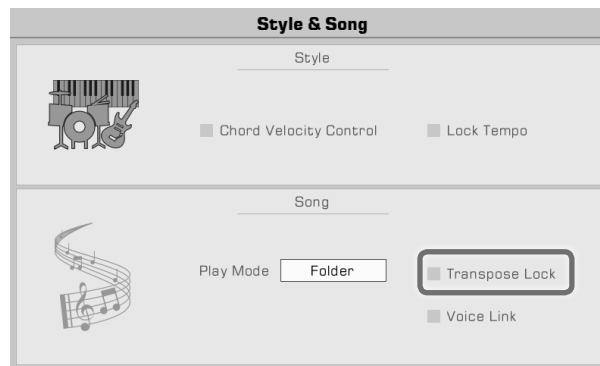 Style & Song
Style
Chord Velocity Control Lock Tempo
Song
Play Mode Folder Transpose Lock
Voice Link